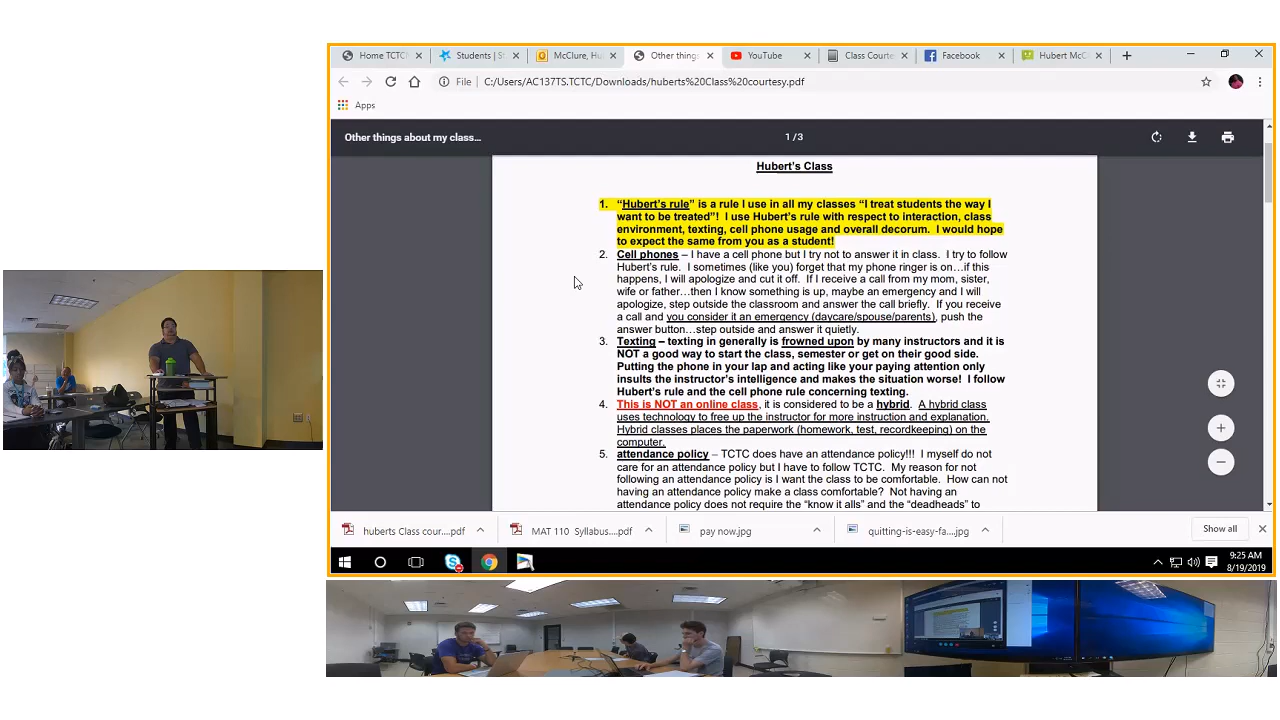 Home TCTC
Students | S
McClure, Hu
Other thing
YouTube
Class Courte
Facebook
Hubert McCl
File
C:/Users/AC137TS.TCTC/Downloads/huberts%20Class%20courtesy.pdf
Apps
Other things about my class...
1 / 3
Hubert's Class
1. "Hubert's rule" is a rule I use in all my classes "I treat students the way I
want to be treated"! I use Hubert's rule with respect to interaction, class
environment, texting, cell phone usage and overall decorum. I would hope
to expect the same from you as a student!
2. Cell phones – I have a cell phone but I try not to answer it in class. I try to follow
Hubert's rule. I sometimes (like you) forget that my phone ringer is on…if this
happens, I will apologize and cut it off. If I receive a call from my mom, sister,
wife or father…then I know something is up, maybe an emergency and I will
apologize, step outside the classroom and answer the call briefly. If you receive
a call and you consider it an emergency (daycare/spouse/parents), push the
answer button…step outside and answer it quietly.
3. Texting – texting in generally is frowned upon by many instructors and it is
NOT a good way to start the class, semester or get on their good side.
Putting the phone in your lap and acting like your paying attention only
insults the instructor's intelligence and makes the situation worse! I follow
Hubert's rule and the cell phone rule concerning texting.
4. This is NOT an online class, it is considered to be a hybrid. A hybrid class
uses technology to free up the instructor for more instruction and explanation.
Hybrid classes places the paperwork (homework, test, recordkeeping) on the
computer.
5. attendance policy – TCTC does have an attendance policy!!! I myself do not
care for an attendance policy but I have to follow TCTC. My reason for not
following an attendance policy is I want the class to be comfortable. How can not
having an attendance policy make a class comfortable? Not having an
attendance policy does not require the "know it alls" and the "deadheads" to
huberts Class cour....pdf
MAT 110 Syllabus....pdf
pay now.jpg
quitting-is-easy-fa....jpg
Show all
9:25 AM
8/19/2019